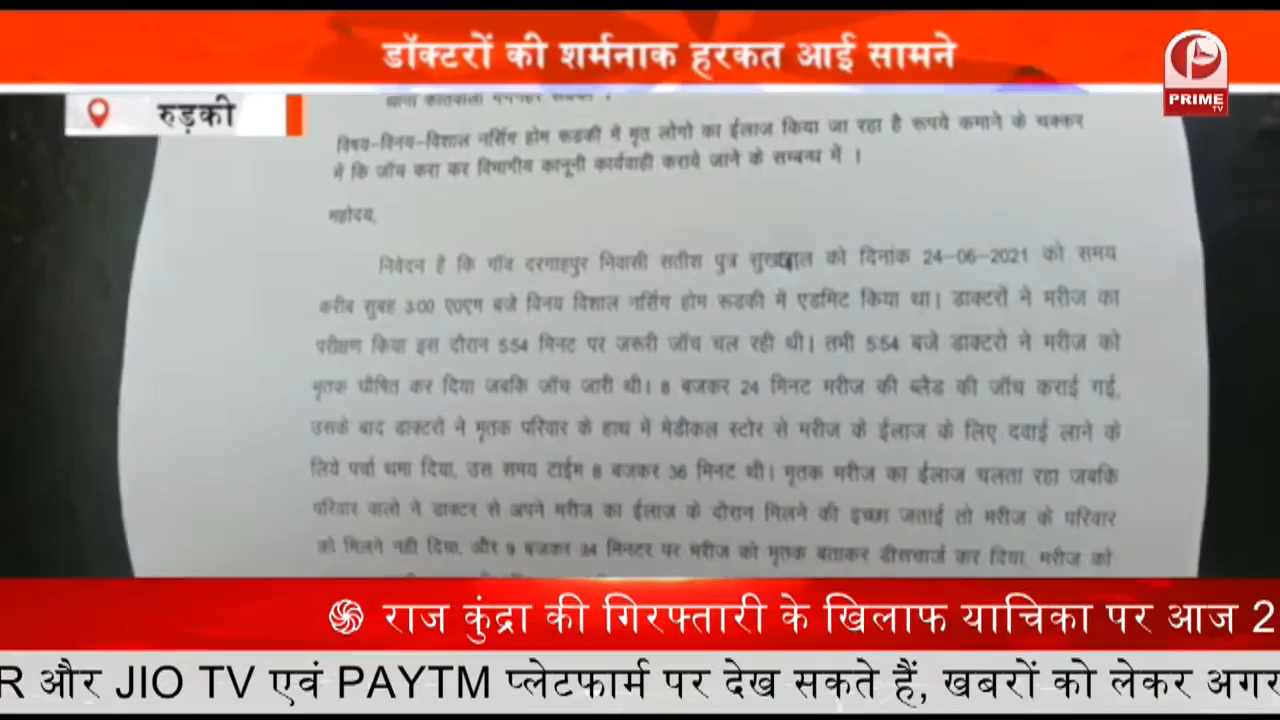 डॉक्टरों की शर्मनाक हरकत आई सामने
PRIME
TV
रुड़की
विषय-विनय-विशाल नर्सिंग होम रूडकी में मृत लोगो का ईलाज किया जा रहा है रूपये कमाने के चक्कर
में कि जॉच करा कर विभागीय कानूनी कार्यवाही कराये जाने के सम्बन्ध में ।
महोदय,
निवेदन है कि गॉव दरगाहपुर निवासी सतीश पुत्र को दिनांक 24-06-2021 को समय
करीब सुबह 3:00 ए0एम बजे विनय विशाल नर्सिंग होम रूडकी में एडमिट किया था। डाक्टरों ने मरीज का
परीक्षण किया इस दौरान 5:54 मिनट पर जरूरी जॉच चल रही थी। तभी 5:54 बजे डाक्टरो ने मरीज को
मृतक घोषित कर दिया जबकि जॉच जारी थी। 8 बजकर 24 मिनट मरीज की ब्लैड की जॉच कराई गई,
उसके बाद डाक्टरों ने मृतक परिवार के हाथ में मेडीकल स्टोर से मरीज के ईलाज के लिए दवाई लाने के
लिये पर्चा थमा दिया, उस समय टाईम 8 बजकर 36 मिनट थी। मृतक मरीज का ईलाज चलता रहा जबकि
परिवार वालो ने डाक्टर से अपने मरीज का ईलाज के दौरान मिलने की इच्छा जताई तो मरीज के परिवार
को मिलने नही दिया, और 9 बजकर 34 मिनटर पर मरीज को मृतक बताकर डीसचार्ज कर दिया, मरीज को
राज कुंद्रा की गिरफ्तारी के खिलाफ याचिका पर आज 2
R और JIO TV एवं PAYTM प्लेटफार्म पर देख सकते हैं, खबरों को लेकर अगर